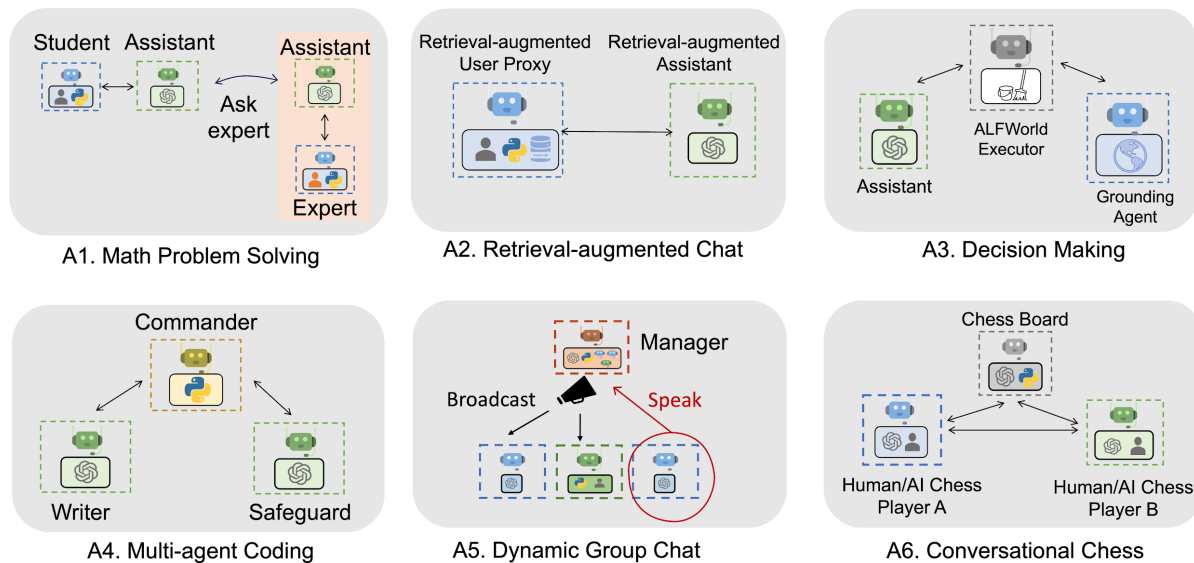 Student
Assistant
Assistant
Ask
expert
Expert
A1. Math Problem Solving
Retrieval-augmented
User Proxy
Retrieval-augmented
Assistant
A2. Retrieval-augmented Chat
ALFWorld
Executor
Assistant
Grounding
Agent
A3. Decision Making
Commander
Writer
Safeguard
A4. Multi-agent Coding
Manager
Broadcast
Speak
A5. Dynamic Group Chat
Chess Board
Human/AI Chess
Player A
Human/AI Chess
Player B
A6. Conversational Chess